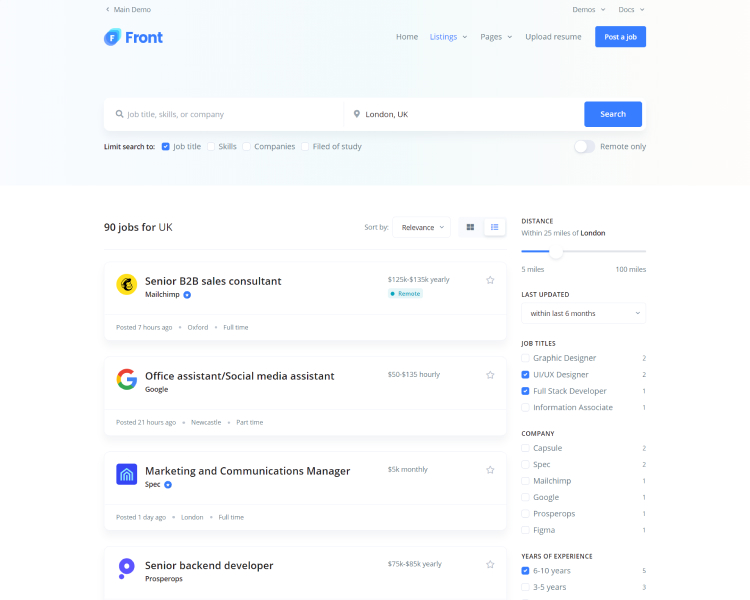 Main Demo
Demos Docs
Front
Home Listings Pages Upload resume Post a job
Job title, skills, or company
London, UK
Search
Limit search to: Job title Skills Companies Filed of study
Remote only
90 jobs for UK
Sort by: Relevance
Senior B2B sales consultant
Mailchimp
$125k-$135k yearly
Remote
Posted 7 hours ago Oxford Full time
Office assistant/Social media assistant
Google
$50-$135 hourly
Posted 21 hours ago Newcastle Part time
Marketing and Communications Manager
Spec
$5k monthly
Posted 1 day ago London Full time
Senior backend developer
Prosperops
$75k-$85k yearly
DISTANCE
Within 25 miles of London
5 miles 100 miles
LAST UPDATED
within last 6 months
JOB TITLES
Graphic Designer 2
UI/UX Designer 2
Full Stack Developer 1
Information Associate 1
COMPANY
Capsule 2
Spec 2
Mailchimp 1
Google 1
Prosperops 1
Figma 1
YEARS OF EXPERIENCE
6-10 years 5
3-5 years 3